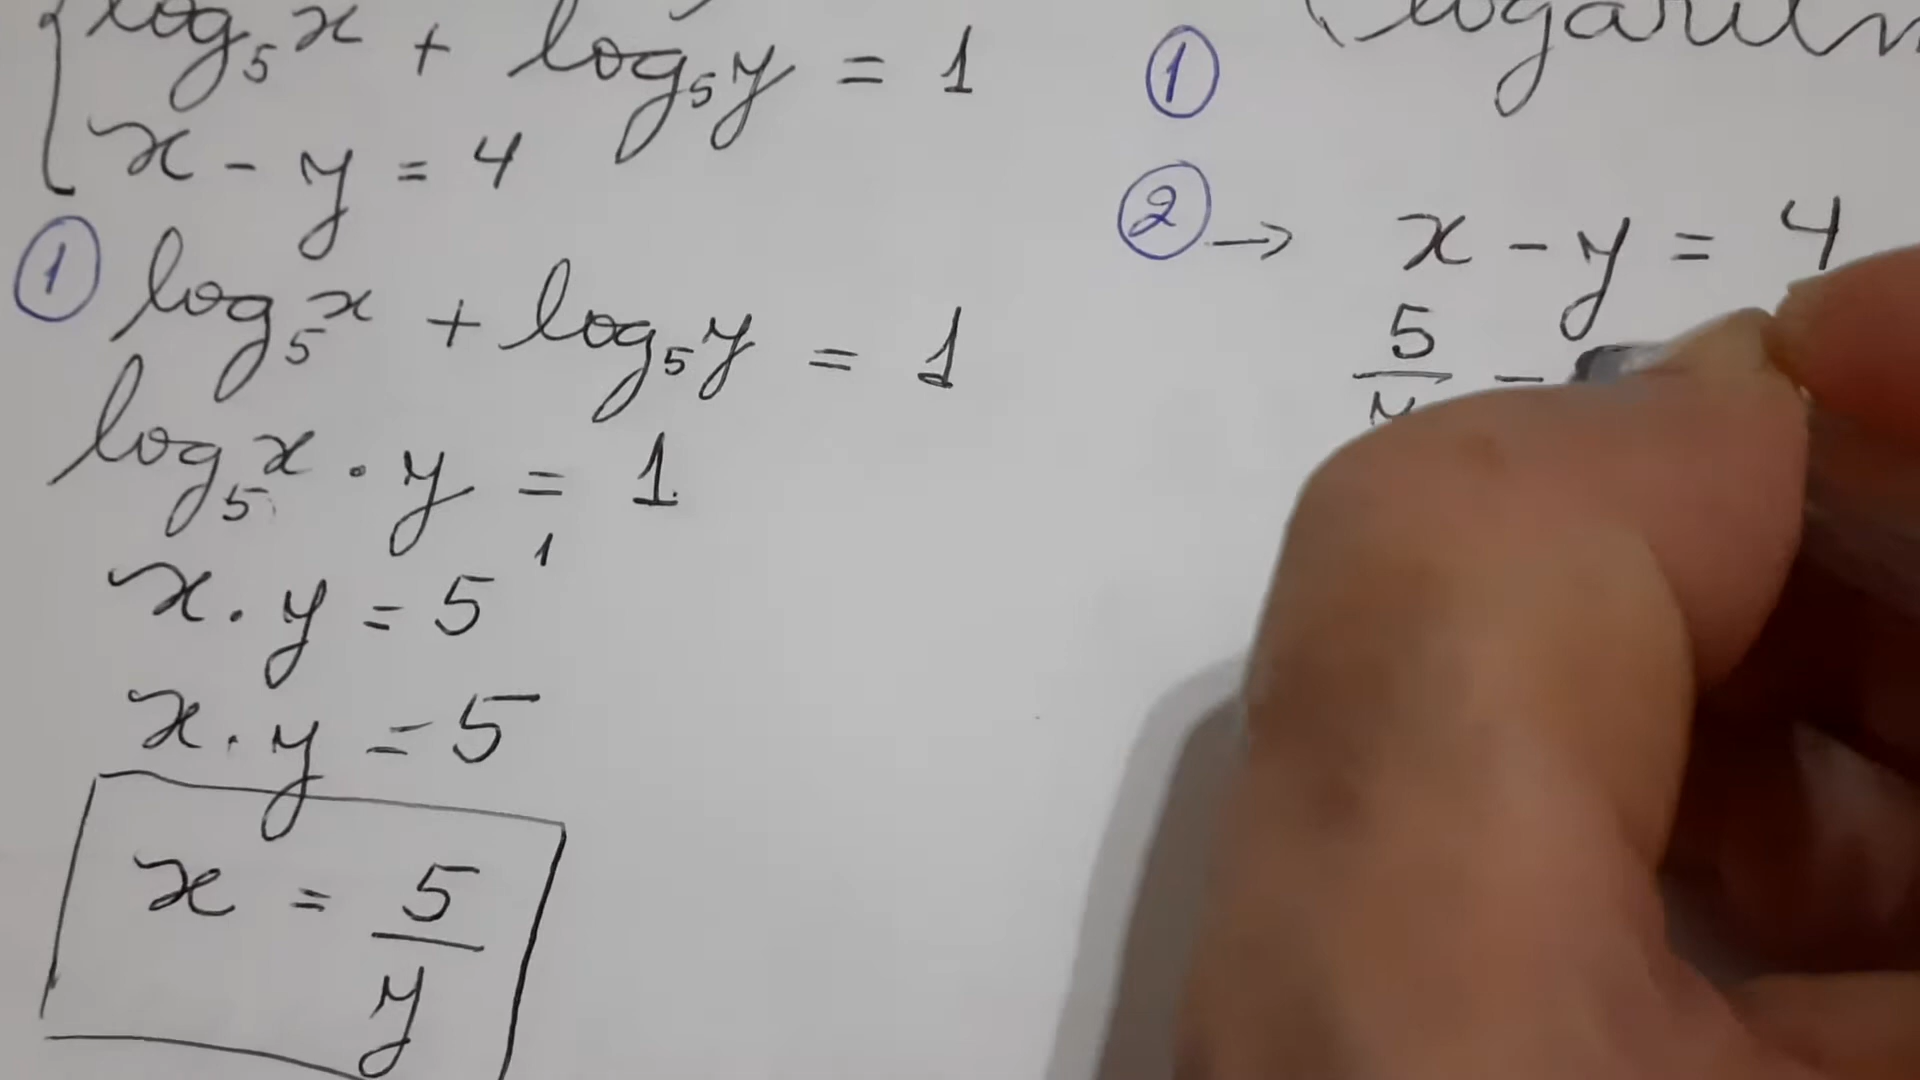 log₅x + log₅y = 1
x - y = 4
① log₅x + log₅y = 1
log₅x · y = 1
x · y = 5¹
x · y = 5
x = 5/y
①
② → x - y = 4
5/y -